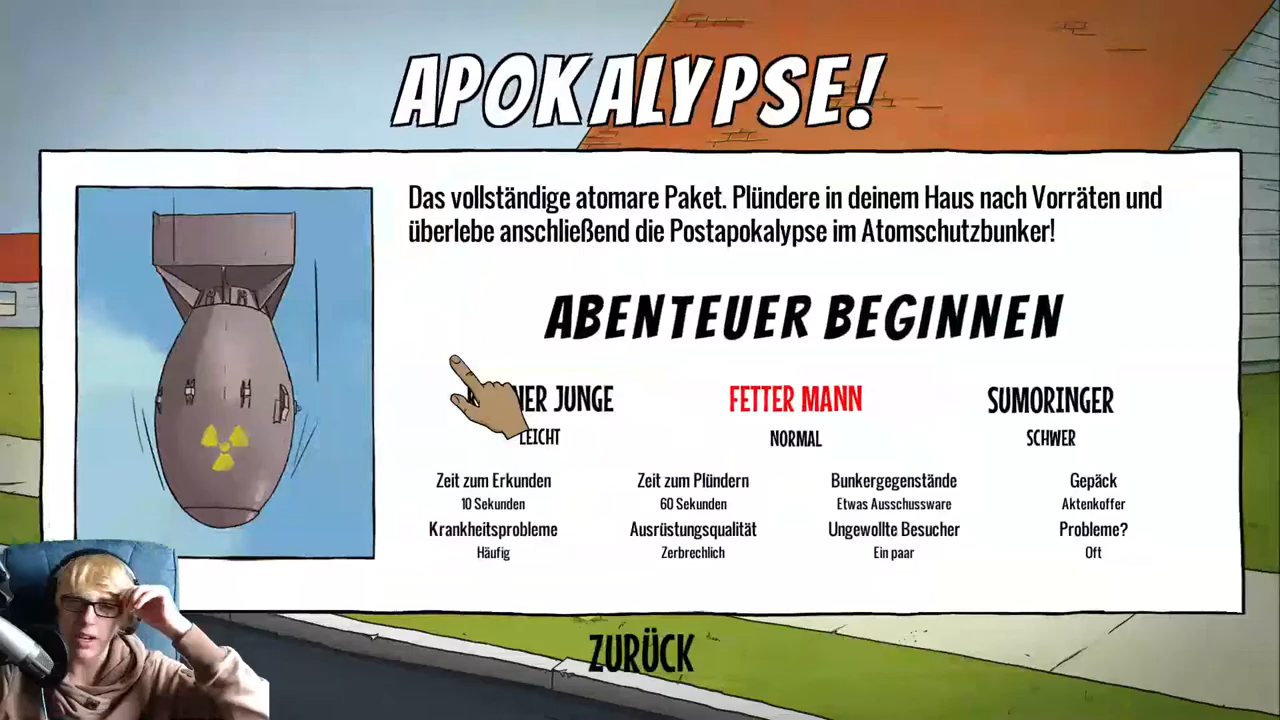 APOKALYPSE!
Das vollständige atomare Paket. Plündere in deinem Haus nach Vorräten und
überlebe anschließend die Postapokalypse im Atomschutzbunker!
ABENTEUER BEGINNEN
JUNGE FETTER MANN SUMORINGER
LEICHT NORMAL SCHWER
Zeit zum Erkunden Zeit zum Plündern Bunkergegenstände Gepäck
10 Sekunden 60 Sekunden Etwas Ausschussware Aktenkoffer
Krankheitsprobleme Ausrüstungsqualität Ungewollte Besucher Probleme?
Häufig Zerbrechlich Ein paar Oft
ZURÜCK